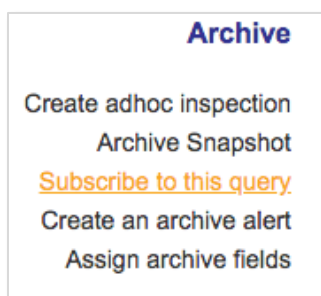 Archive
Create adhoc inspection
Archive Snapshot
Subscribe to this query
Create an archive alert
Assign archive fields